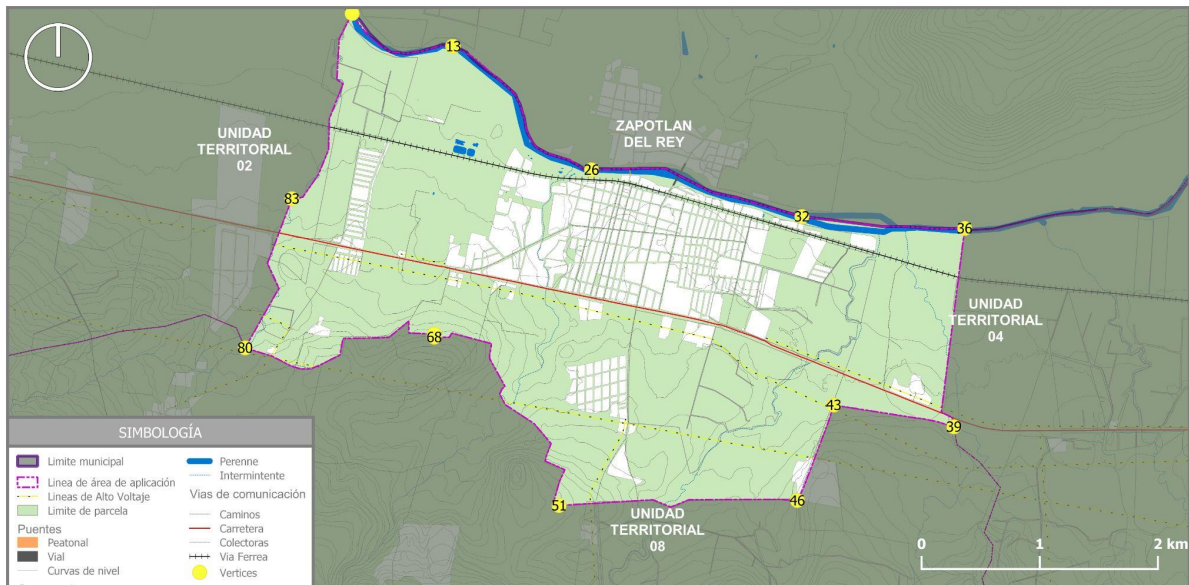 13
UNIDAD
TERRITORIAL
02
ZAPOTLAN
DEL REY
26
83
32
36
UNIDAD
TERRITORIAL
04
80
68
43
39
51
46
UNIDAD
TERRITORIAL
08
0 1 2 km
SIMBOLOGÍA
Limite municipal
Linea de área de aplicación
Lineas de Alto Voltaje
Limite de parcela
Puentes
Peatonal
Vial
Curvas de nivel
Perenne
Intermintente
Vias de comunicación
Caminos
Carretera
Colectoras
Via Ferrea
Vertices